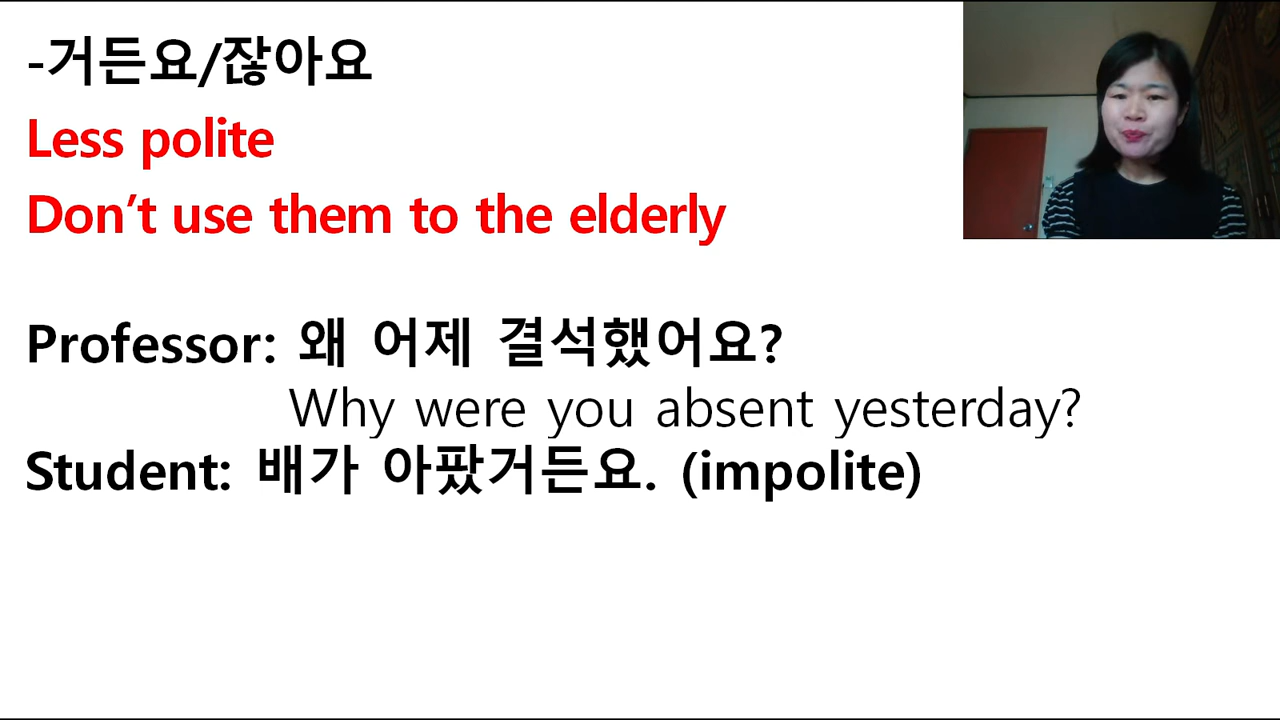 -거든요/잖아요
Less polite
Don’t use them to the elderly
Professor: 왜 어제 결석했어요?
Why were you absent yesterday?
Student: 배가 아팠거든요. (impolite)